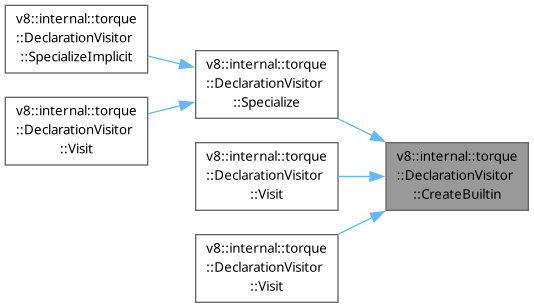 v8::internal::torque
::DeclarationVisitor
::SpecializeImplicit
v8::internal::torque
::DeclarationVisitor
::Visit
v8::internal::torque
::DeclarationVisitor
::Specialize
v8::internal::torque
::DeclarationVisitor
::Visit
v8::internal::torque
::DeclarationVisitor
::Visit
v8::internal::torque
::DeclarationVisitor
::CreateBuiltin